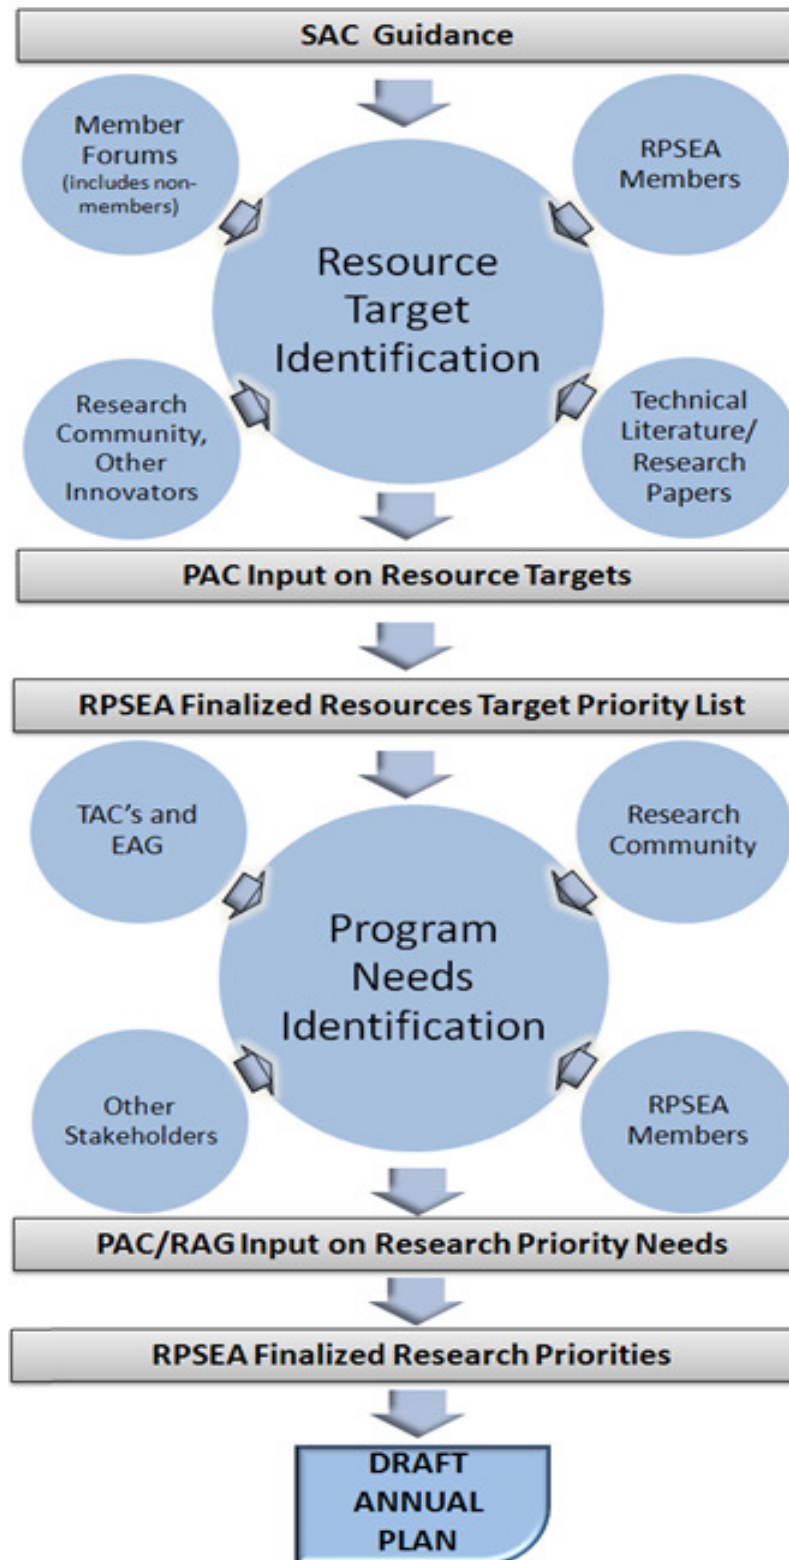 SAC Guidance
Member
Forums
(includes non-
members)
RPSEA
Members
Resource
Target
Identification
Research
Community,
Other
Innovators
Technical
Literature/
Research
Papers
PAC Input on Resource Targets
RPSEA Finalized Resources Target Priority List
TAC's and
EAG
Research
Community
Program
Needs
Identification
Other
Stakeholders
RPSEA
Members
PAC/RAG Input on Research Priority Needs
RPSEA Finalized Research Priorities
DRAFT
ANNUAL
PLAN